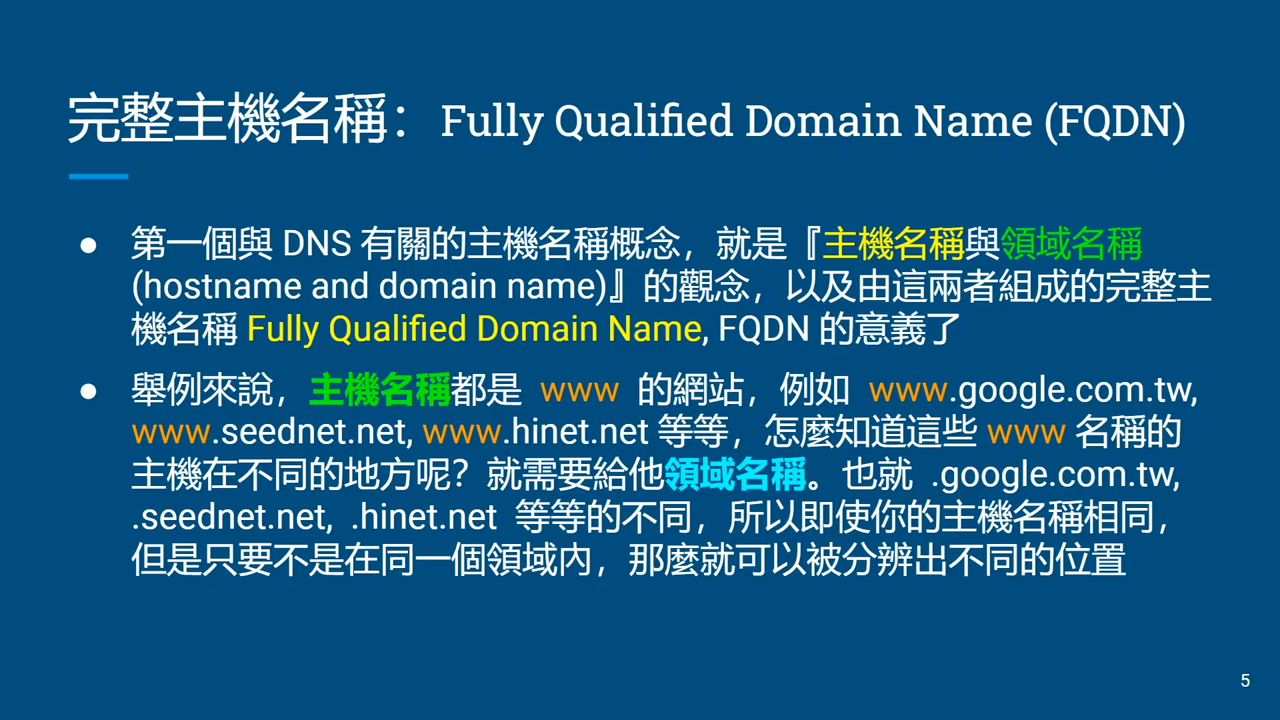 完整主機名稱： Fully Qualified Domain Name (FQDN)
● 第一個與 DNS 有關的主機名稱概念，就是『主機名稱與領域名稱
(hostname and domain name)』的觀念，以及由這兩者組成的完整主
機名稱 Fully Qualified Domain Name, FQDN 的意義了
● 舉例來說，主機名稱都是 www 的網站，例如 www.google.com.tw,
www.seednet.net, www.hinet.net 等等，怎麼知道這些 www 名稱的
主機在不同的地方呢？就需要給他領域名稱。也就 .google.com.tw,
.seednet.net, .hinet.net 等等的不同，所以即使你的主機名稱相同，
但是只要不是在同一個領域內，那麼就可以被分辨出不同的位置
5